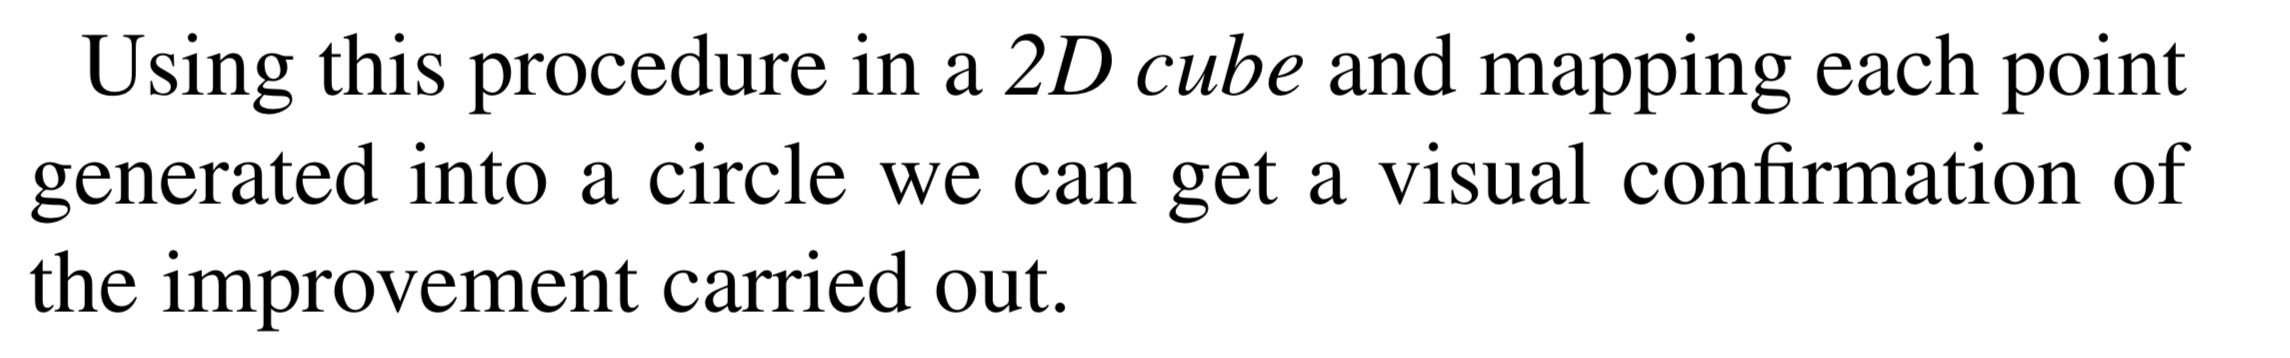 Using this procedure in a 2D cube and mapping each point
generated into a circle we can get a visual confirmation of
the improvement carried out.